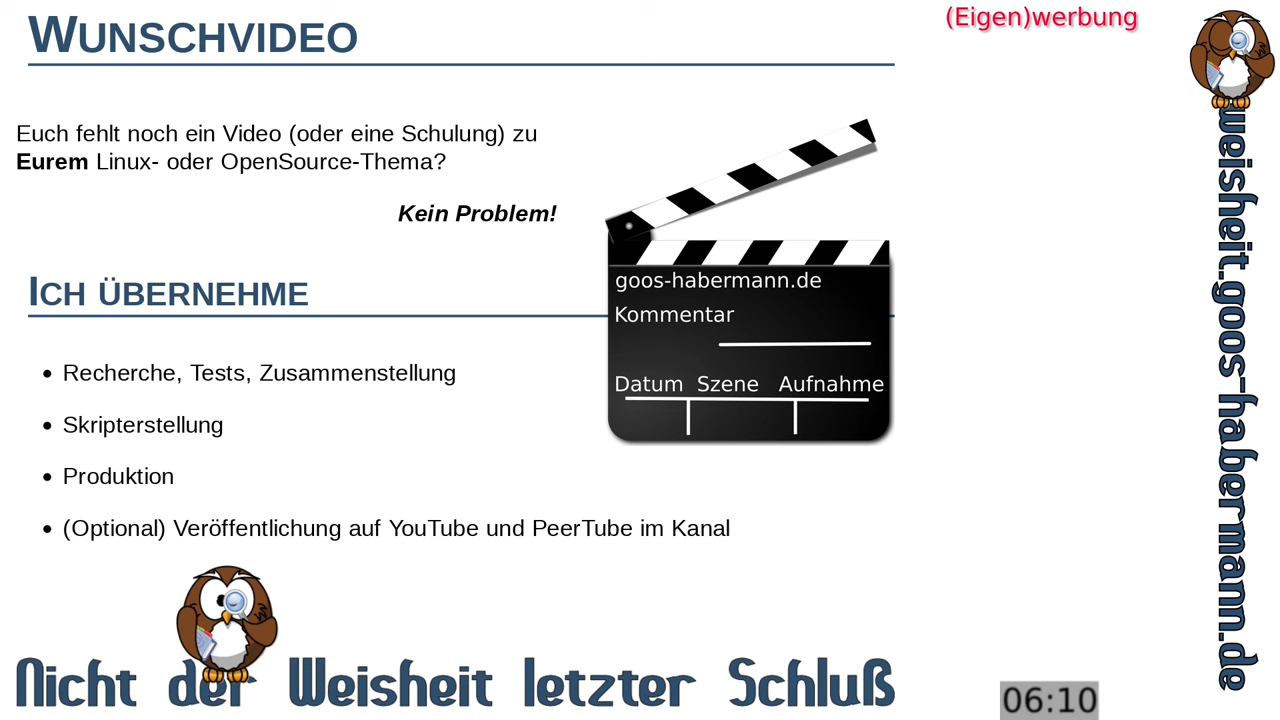 WUNSCHVIDEO
(Eigen)werbung
Euch fehlt noch ein Video (oder eine Schulung) zu
Eurem Linux- oder OpenSource-Thema?
Kein Problem!
ICH ÜBERNEHME
goos-habermann.de
Kommentar
Datum Szene Aufnahme
• Recherche, Tests, Zusammenstellung
• Skripterstellung
• Produktion
• (Optional) Veröffentlichung auf YouTube und PeerTube im Kanal
Nicht der Weisheit letzter Schluß
06:10
weisheit.goos-habermann.de